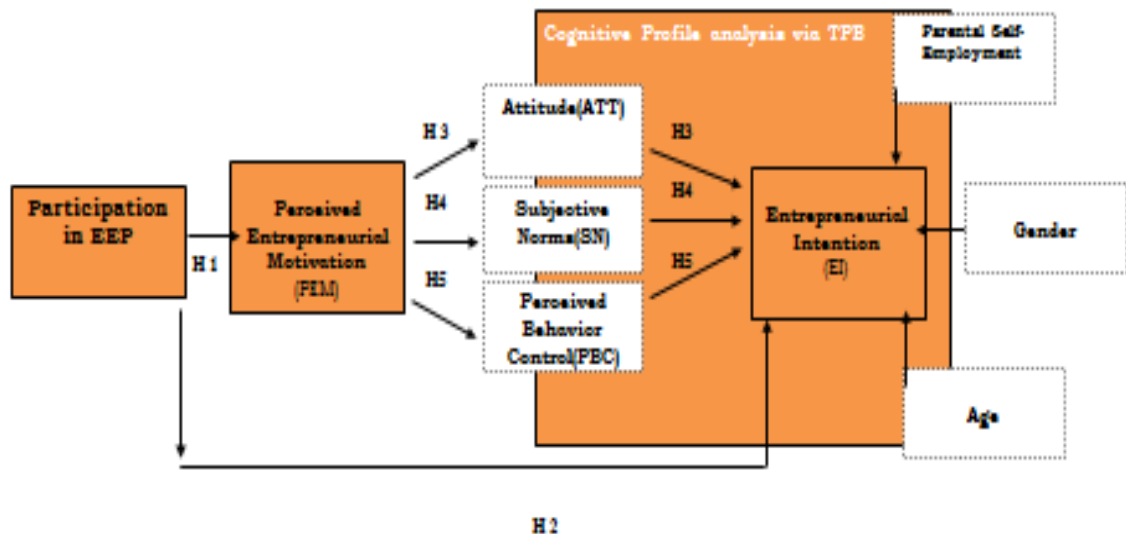 Cognitive Profile analysis via TPB
Parental Self-
Employment
Attitude(ATT)
H 3
H3
Participation
in EEP
H 1
Perceived
Entrepreneurial
Motivation
(PEM)
H4
Subjective
Norms(SN)
H4
Entrepreneurial
Intention
(EI)
Gender
H5
Perceived
Behavior
Control(PBC)
H5
Age
H 2